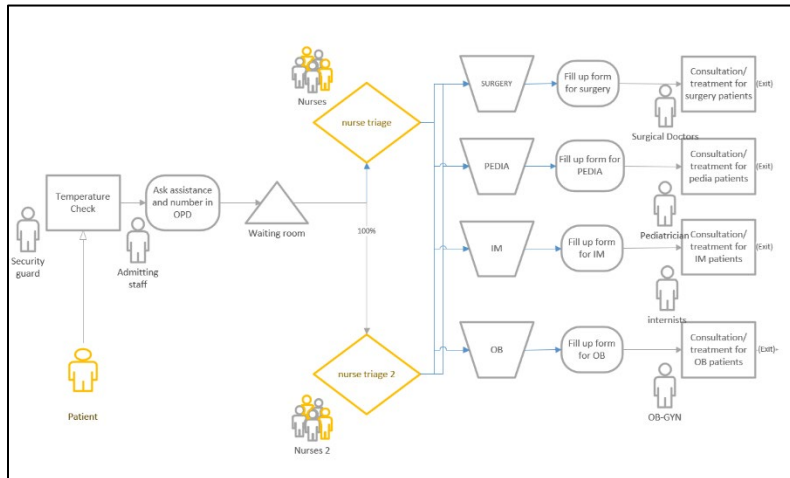 Nurses
nurse triage
SURGERY
Fill up form
for surgery
Consultation/
treatment for
surgery patients
(Exit)
Surgical Doctors
PEDIA
Fill up form for
PEDIA
Consultation/
treatment for
pedia patients
(Exit)
Pediatrician
Temperature
Check
Ask assistance
and number in
OPD
Waiting room
100%
Security
guard
Admitting
staff
IM
Fill up form
for IM
Consultation/
treatment for
IM patients
(Exit)
internists
Patient
nurse triage 2
Nurses 2
OB
Fill up form
for OB
Consultation/
treatment for
OB patients
-(Exit)-
OB-GYN